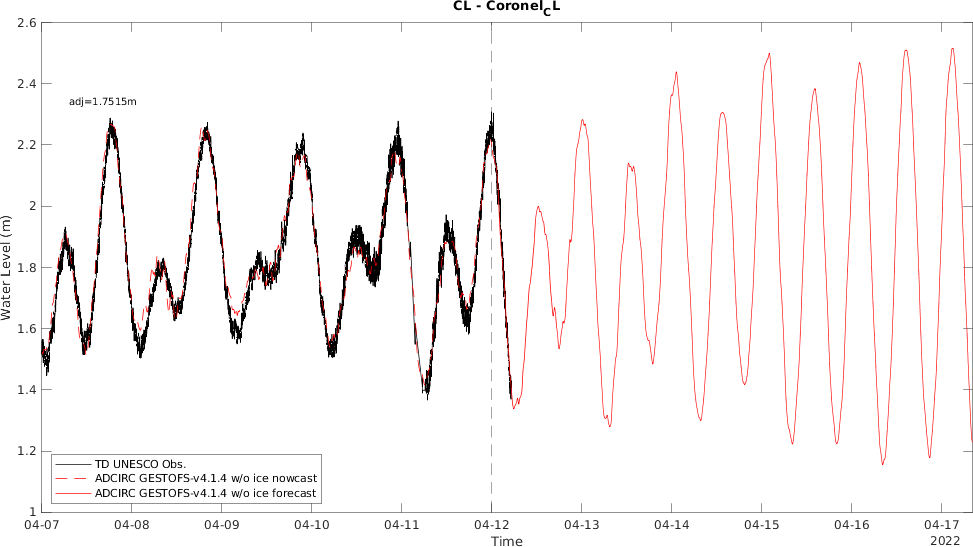 CL - Coronel_CL
2.6
2.4
2.2
2
1.8
1.6
1.4
1.2
1
Water Level (m)
adj=1.7515m
TD UNESCO Obs.
ADCIRC GESTOFS-v4.1.4 w/o ice nowcast
ADCIRC GESTOFS-v4.1.4 w/o ice forecast
04-07 04-08 04-09 04-10 04-11 04-12 04-13 04-14 04-15 04-16 04-17
Time 2022